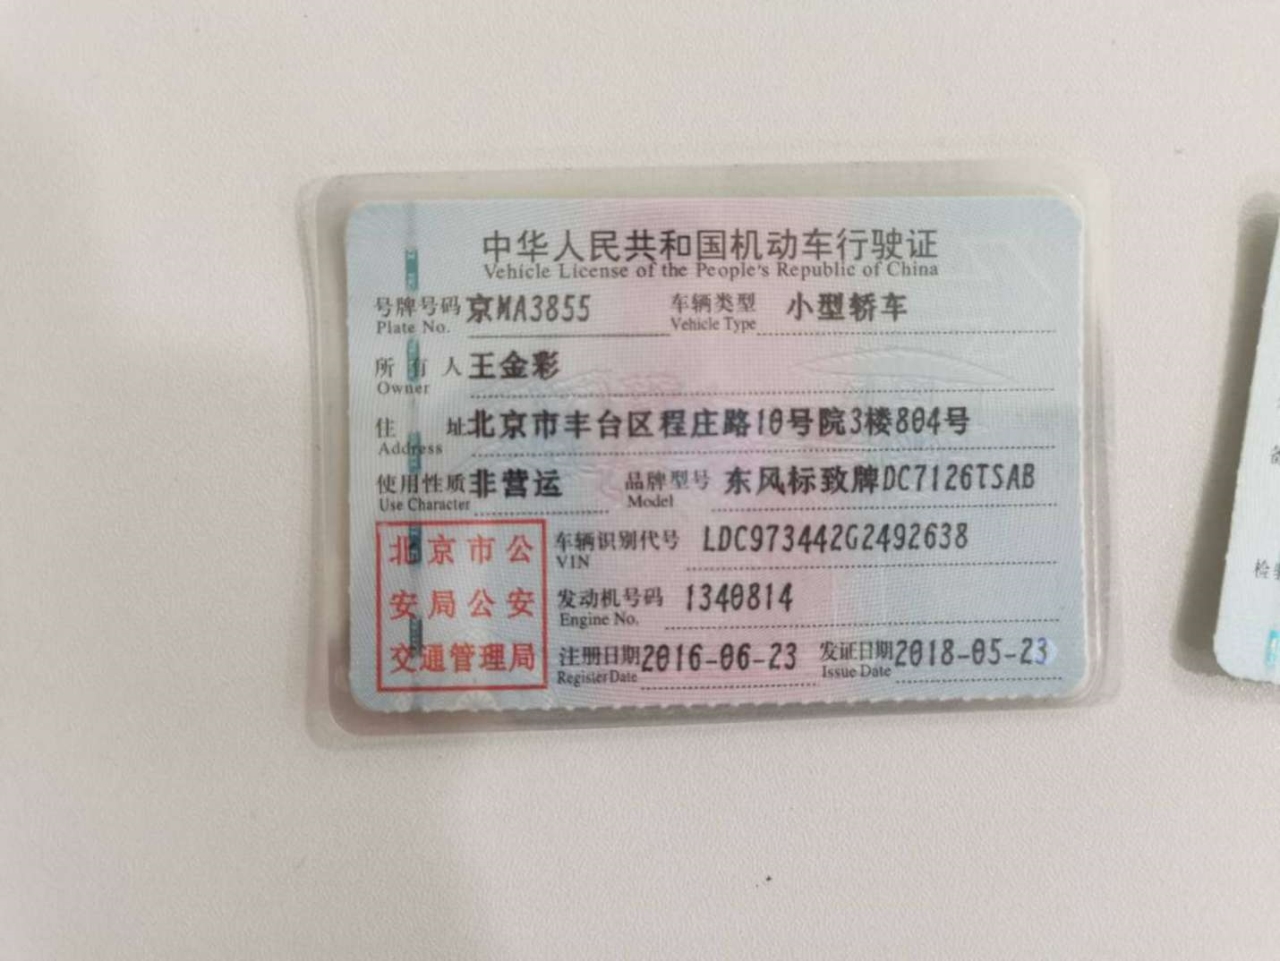 中华人民共和国机动车行驶证
Vehicle License of the People's Republic of China
号牌号码 京MA3855 车辆类型 小型轿车
Plate No. Vehicle Type
所有人 王金彩
Owner
住址 北京市丰台区程庄路10号院3楼804号
Address
使用性质 非营运 品牌型号 东风标致牌DC7126TSAB
Use Character Model
北京市公
安局公安
交通管理局
车辆识别代号 LDC973442G2492638
VIN
发动机号码 1340814
Engine No.
注册日期 2016-06-23 发证日期 2018-05-23
Register Date Issue Date